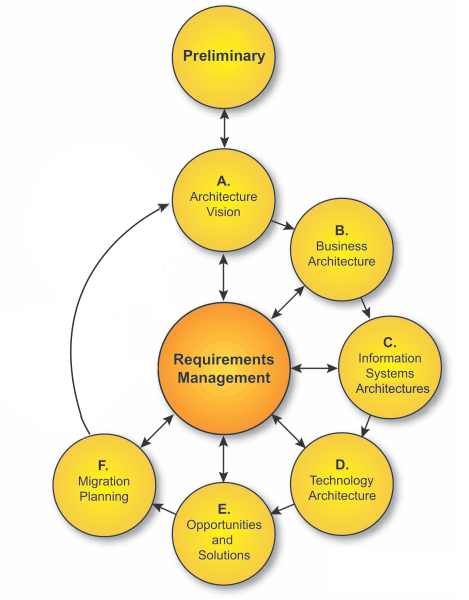 Preliminary
A.
Architecture
Vision
B.
Business
Architecture
C.
Information
Systems
Architectures
Requirements
Management
D.
Technology
Architecture
E.
Opportunities
and
Solutions
F.
Migration
Planning